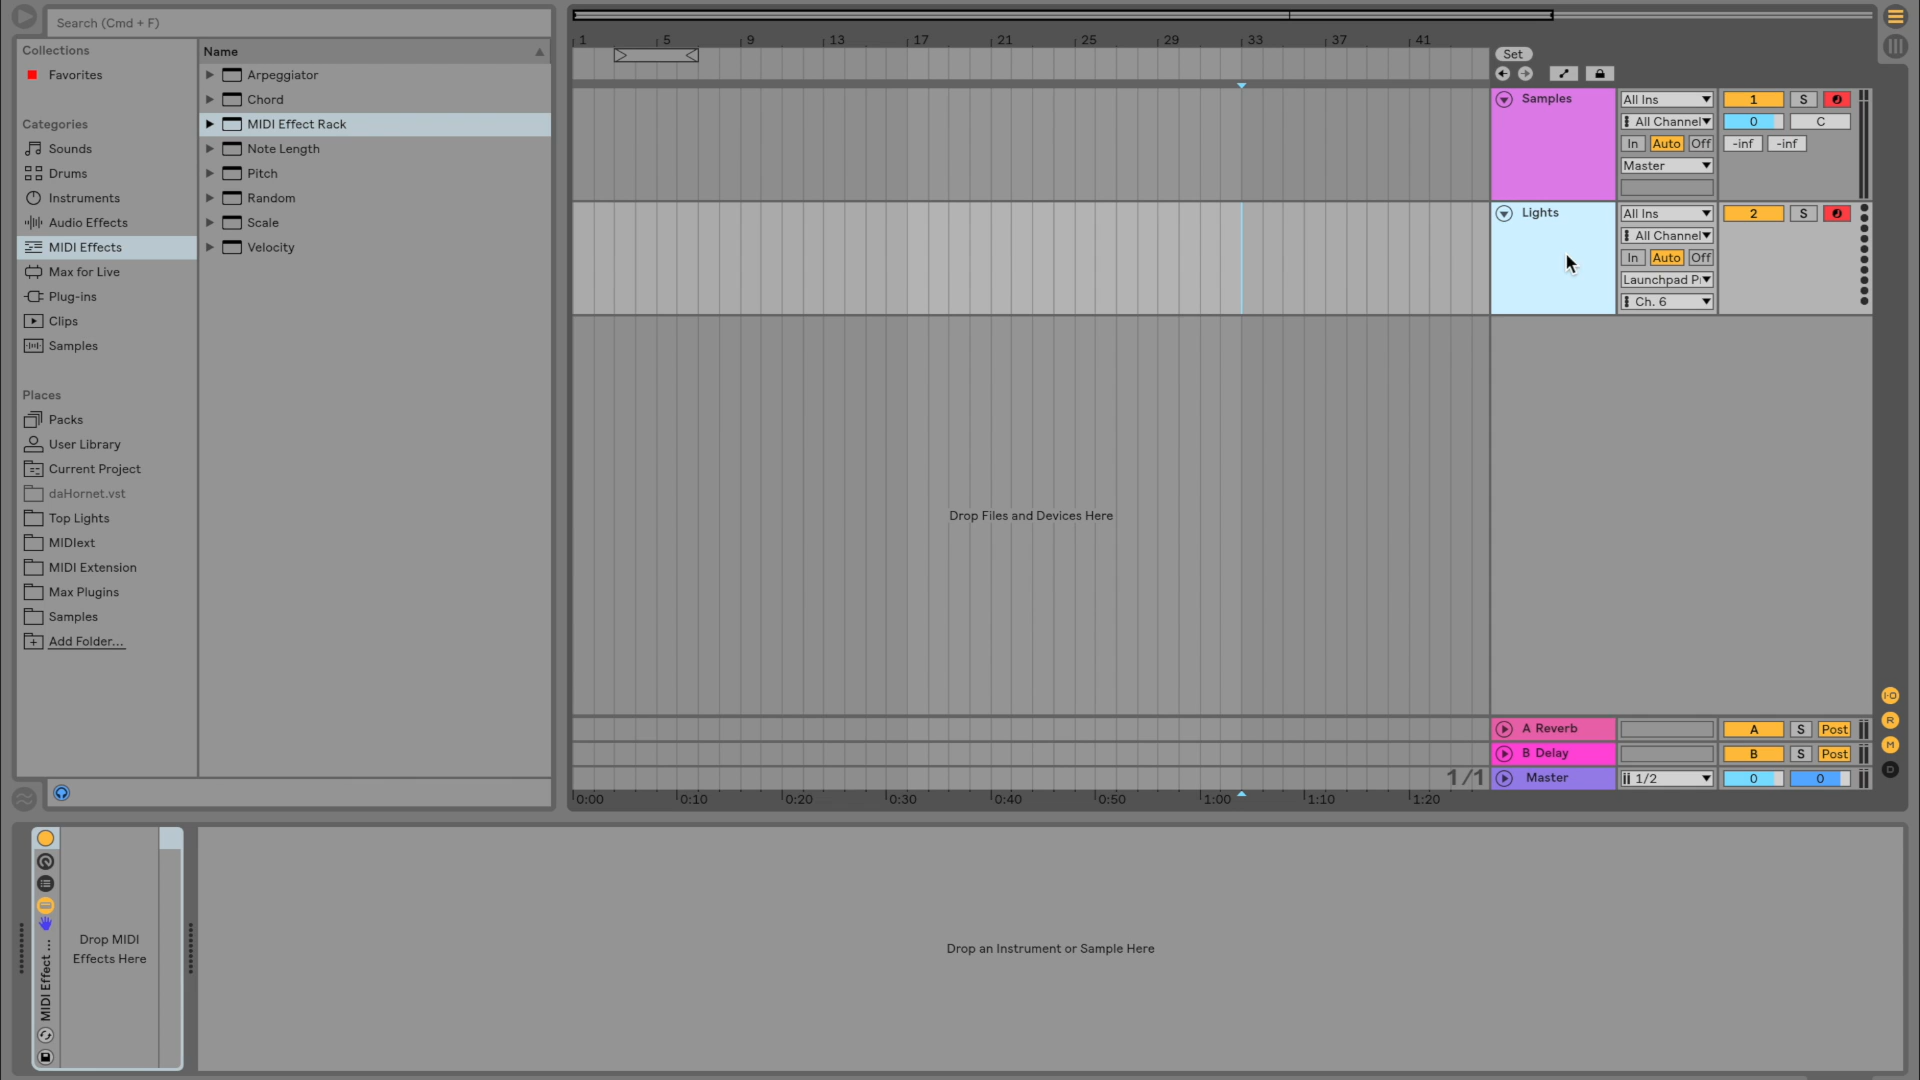 Search (Cmd + F)
Collections
Favorites
Categories
Sounds
Drums
Instruments
Audio Effects
MIDI Effects
Max for Live
Plug-ins
Clips
Samples
Places
Packs
User Library
Current Project
daHornet.vst
Top Lights
MIDIext
MIDI Extension
Max Plugins
Samples
Add Folder...
Name
Arpeggiator
Chord
MIDI Effect Rack
Note Length
Pitch
Random
Scale
Velocity
1 5 9 13 17 21 25 29 33 37 41
Set
Samples
All Ins 1 S
All Channel 0 C
In Auto Off -inf -inf
Master
Lights
All Ins 2 S
All Channel
In Auto Off
Launchpad P
Ch. 6
Drop Files and Devices Here
A Reverb A S Post
B Delay B S Post
1/1 Master 1/2 0 0
0:00 0:10 0:20 0:30 0:40 0:50 1:00 1:10 1:20
I·O
R
M
D
MIDI Effect ...
Drop MIDI
Effects Here
Drop an Instrument or Sample Here